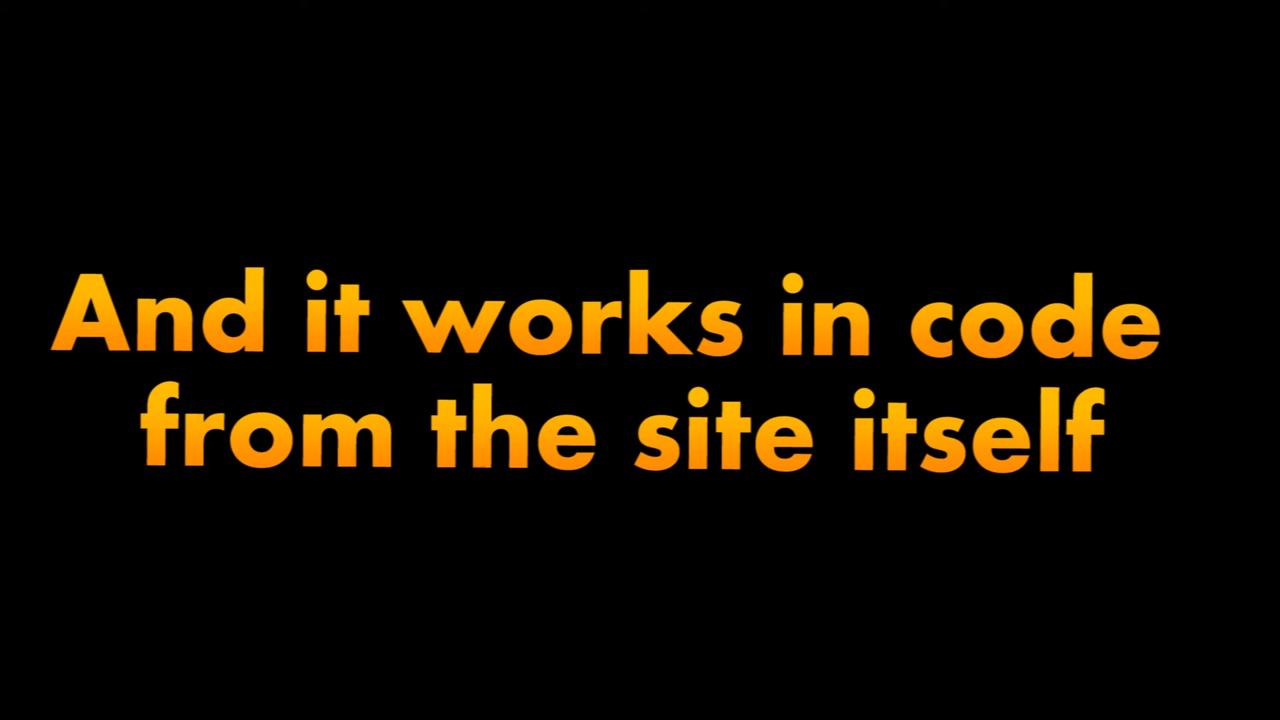 And it works in code
from the site itself